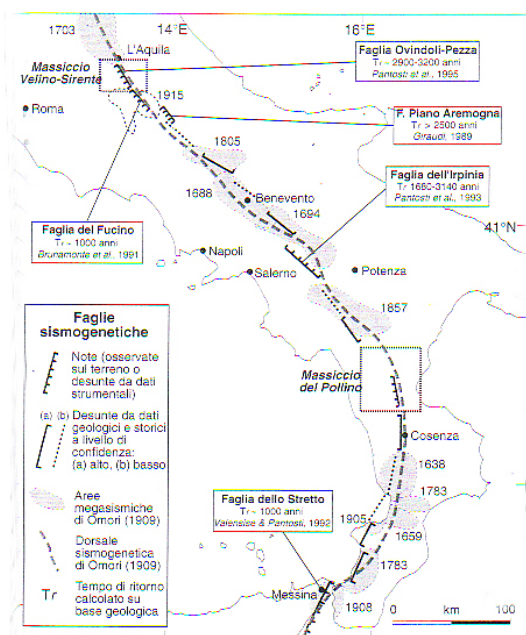 1703
14°E
16°E
L'Aquila
Massiccio
Velino-Sirente
Faglia Ovindoli-Pezza
Tr ~ 2900-3200 anni
Pantosti et al., 1995
Roma
1915
F. Piano Aremogna
Tr > 2500 anni
Giraudi, 1989
1805
Faglia dell'Irpinia
Tr 1680-3140 anni
Pantosti et al., 1993
1688
Benevento
1694
41°N
Faglia del Fucino
Tr ~ 1000 anni
Brunamonte et al., 1991
Napoli
Salerno
Potenza
1857
Faglie
sismogenetiche
Note (osservate
sul terreno o
desunte da dati
strumentali)
(a) (b) Desunte da dati
geologici e storici
a livello di
confidenza:
(a) alto, (b) basso
Aree
megasismiche
di Omori (1909)
Dorsale
sismogenetica
di Omori (1909)
Tr Tempo di ritorno
calcolato su
base geologica
Massiccio
del Pollino
Cosenza
1638
1783
Faglia dello Stretto
Tr ~ 1000 anni
Valensise & Pantosti, 1992
1905
1659
1783
Messina
1908
0 km 100